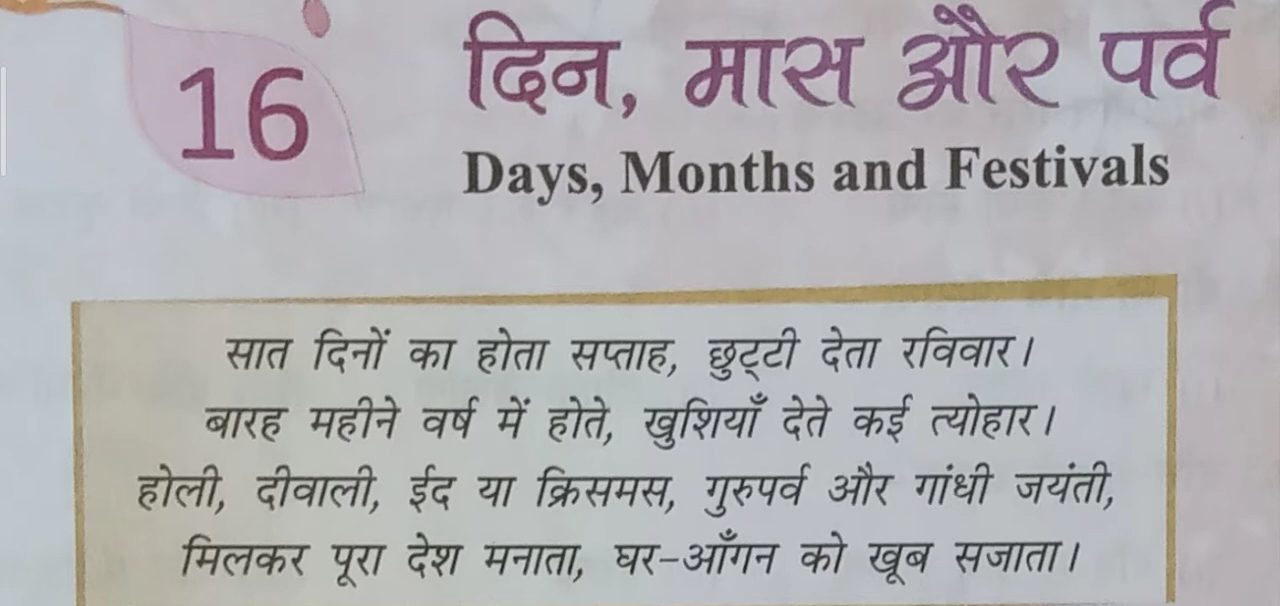 16
दिन, मास और पर्व
Days, Months and Festivals
सात दिनों का होता सप्ताह, छुट्टी देता रविवार।
बारह महीने वर्ष में होते, खुशियाँ देते कई त्योहार।
होली, दीवाली, ईद या क्रिसमस, गुरुपर्व और गांधी जयंती,
मिलकर पूरा देश मनाता, घर-आँगन को खूब सजाता।